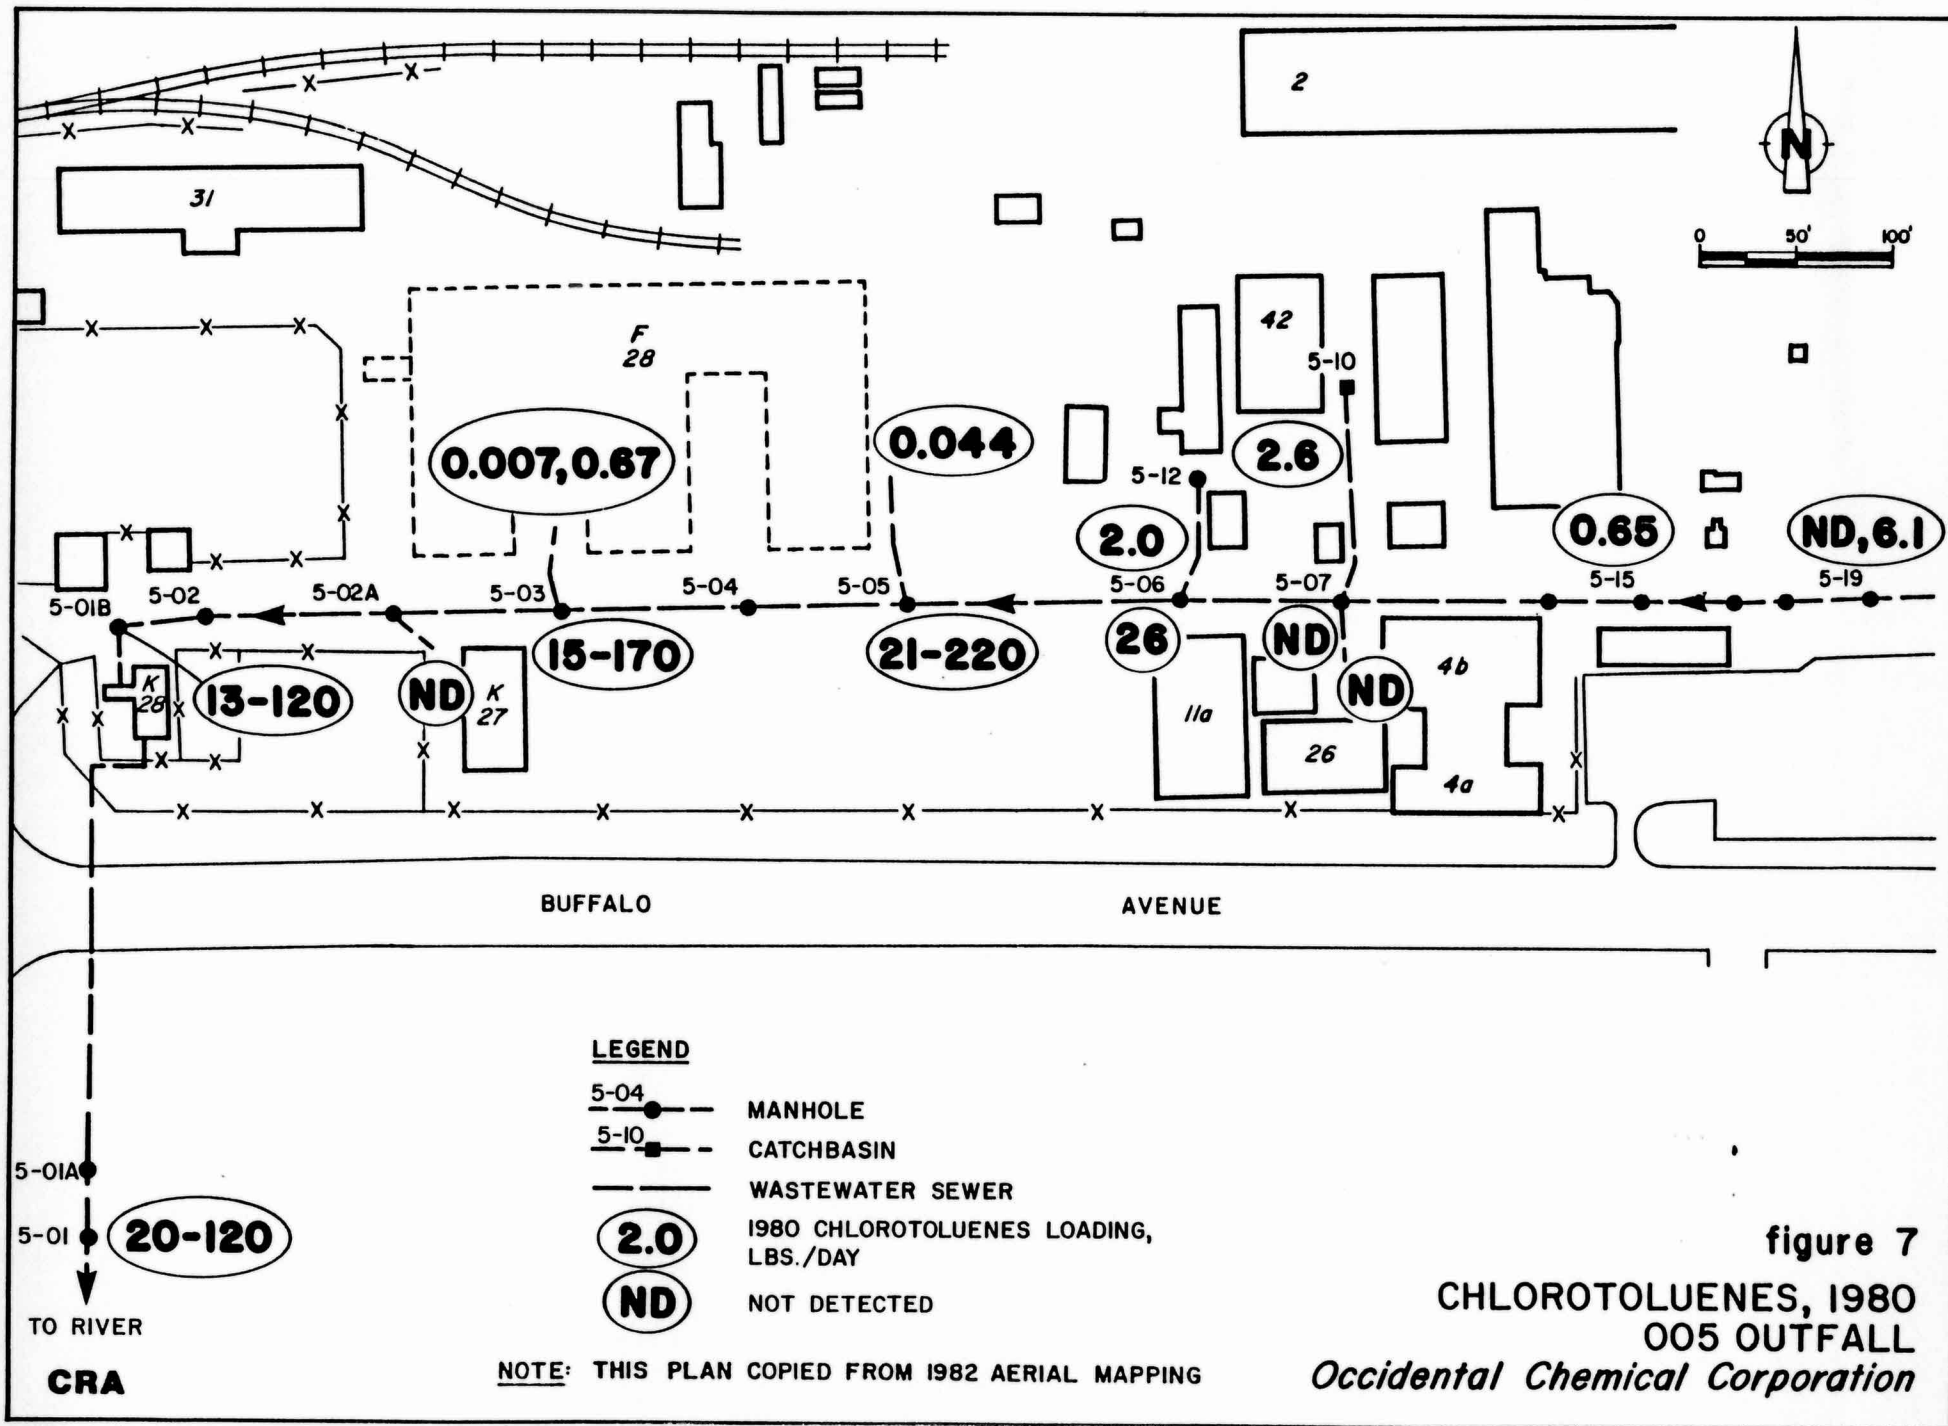 2
N
0 50' 100'
31
F
28
42
5-10
0.007, 0.67
0.044
2.6
5-12
2.0
0.65
ND, 6.1
5-01B
5-02
5-02A
5-03
5-04
5-05
5-06
5-07
5-15
5-19
15-170
21-220
26
ND
ND
4b
K
28
13-120
ND
K
27
11a
26
4a
BUFFALO AVENUE
LEGEND
5-04
MANHOLE
5-10
CATCHBASIN
WASTEWATER SEWER
2.0
1980 CHLOROTOLUENES LOADING,
LBS./DAY
ND
NOT DETECTED
5-01A
5-01
20-120
TO RIVER
CRA
NOTE: THIS PLAN COPIED FROM 1982 AERIAL MAPPING
figure 7
CHLOROTOLUENES, 1980
005 OUTFALL
Occidental Chemical Corporation